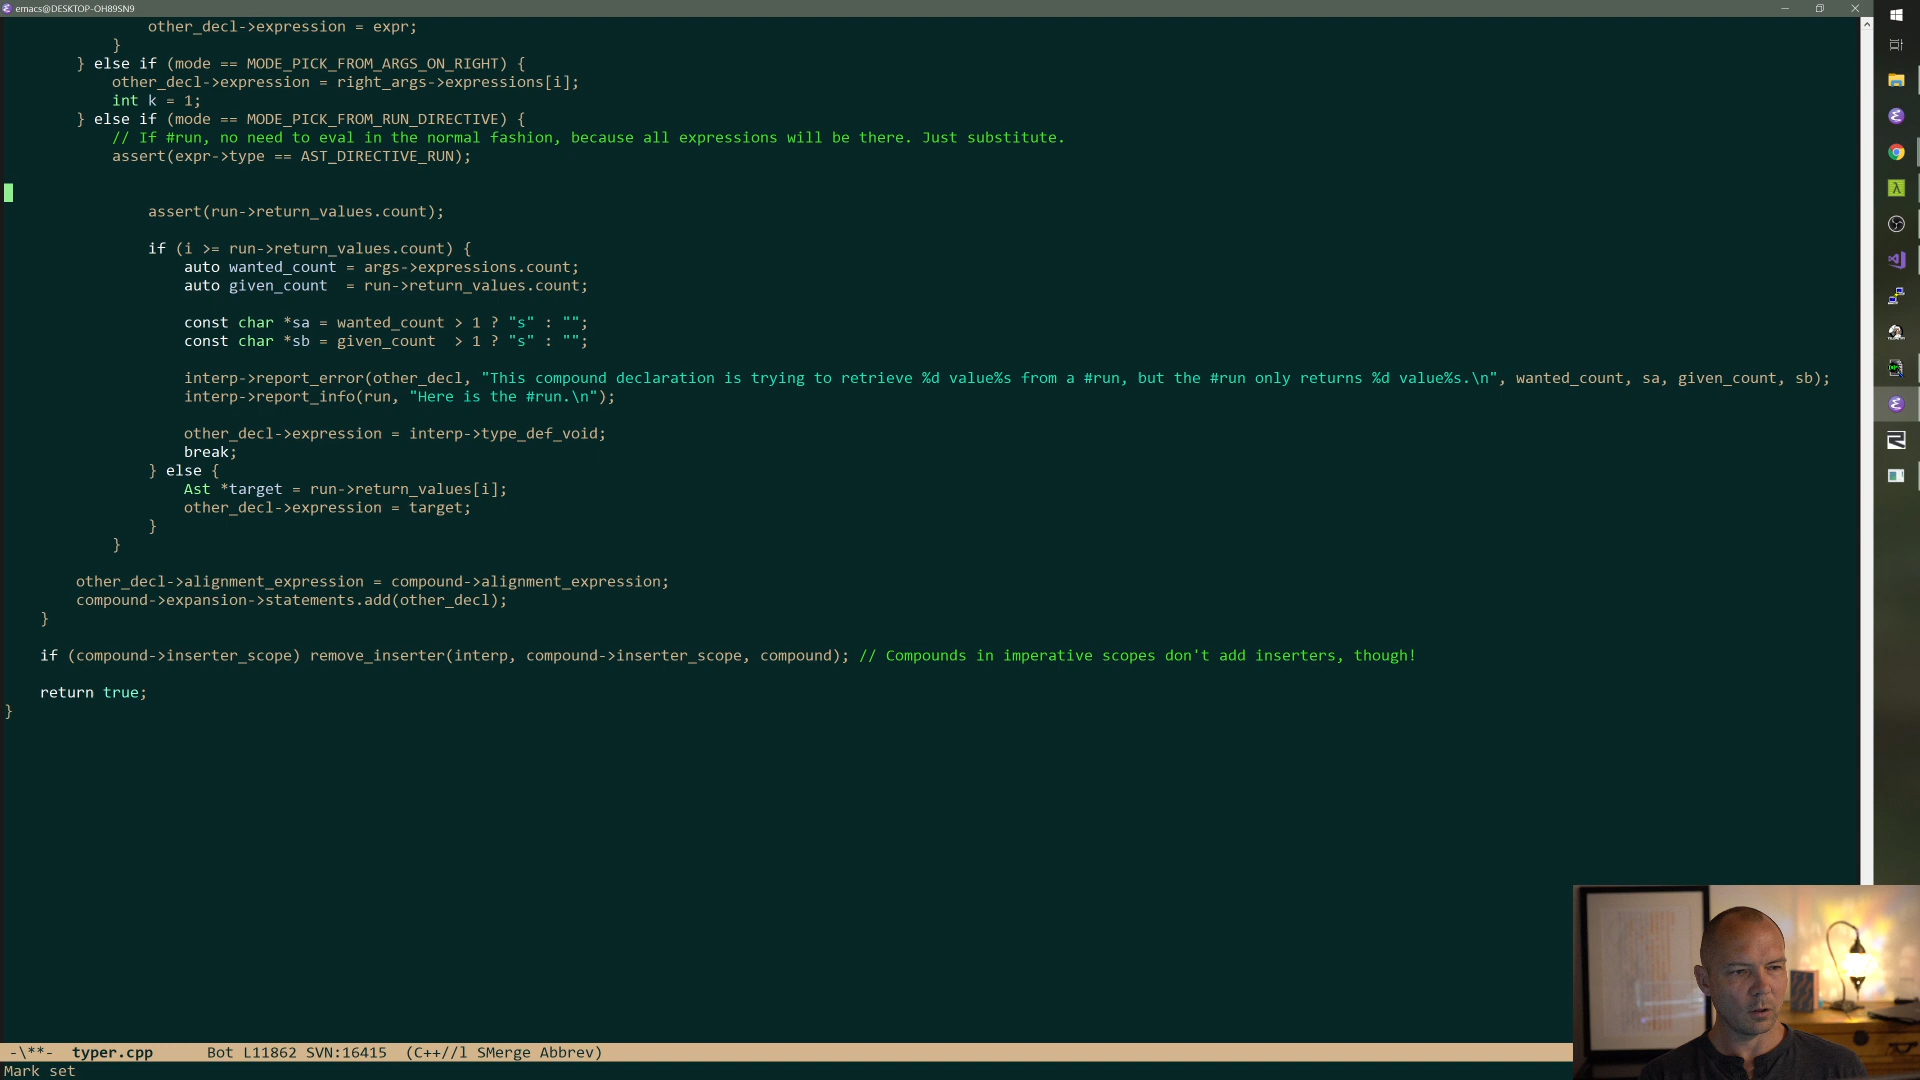 emacs@DESKTOP-OH89SN9
other_decl->expression = expr;
}
} else if (mode == MODE_PICK_FROM_ARGS_ON_RIGHT) {
other_decl->expression = right_args->expressions[i];
int k = 1;
} else if (mode == MODE_PICK_FROM_RUN_DIRECTIVE) {
// If #run, no need to eval in the normal fashion, because all expressions will be there. Just substitute.
assert(expr->type == AST_DIRECTIVE_RUN);
assert(run->return_values.count);
if (i >= run->return_values.count) {
auto wanted_count = args->expressions.count;
auto given_count  = run->return_values.count;
const char *sa = wanted_count > 1 ? "s" : "";
const char *sb = given_count  > 1 ? "s" : "";
interp->report_error(other_decl, "This compound declaration is trying to retrieve %d value%s from a #run, but the #run only returns %d value%s.\n", wanted_count, sa, given_count, sb);
interp->report_info(run, "Here is the #run.\n");
other_decl->expression = interp->type_def_void;
break;
} else {
Ast *target = run->return_values[i];
other_decl->expression = target;
}
}
other_decl->alignment_expression = compound->alignment_expression;
compound->expansion->statements.add(other_decl);
}
if (compound->inserter_scope) remove_inserter(interp, compound->inserter_scope, compound); // Compounds in imperative scopes don't add inserters, though!
return true;
}
-\**-  typer.cpp      Bot L11862 SVN:16415  (C++//l SMerge Abbrev)
Mark set